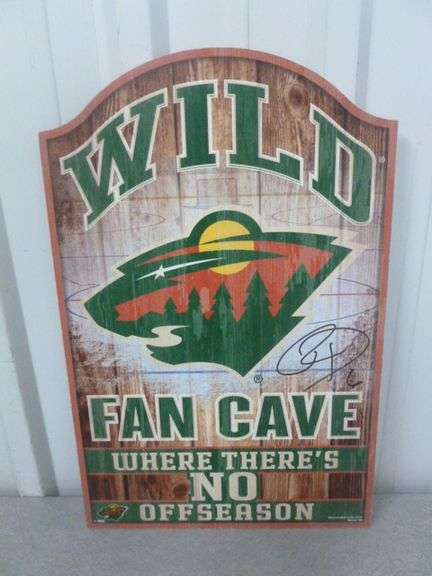 WILD
®
FAN CAVE
WHERE THERE'S
NO
OFFSEASON